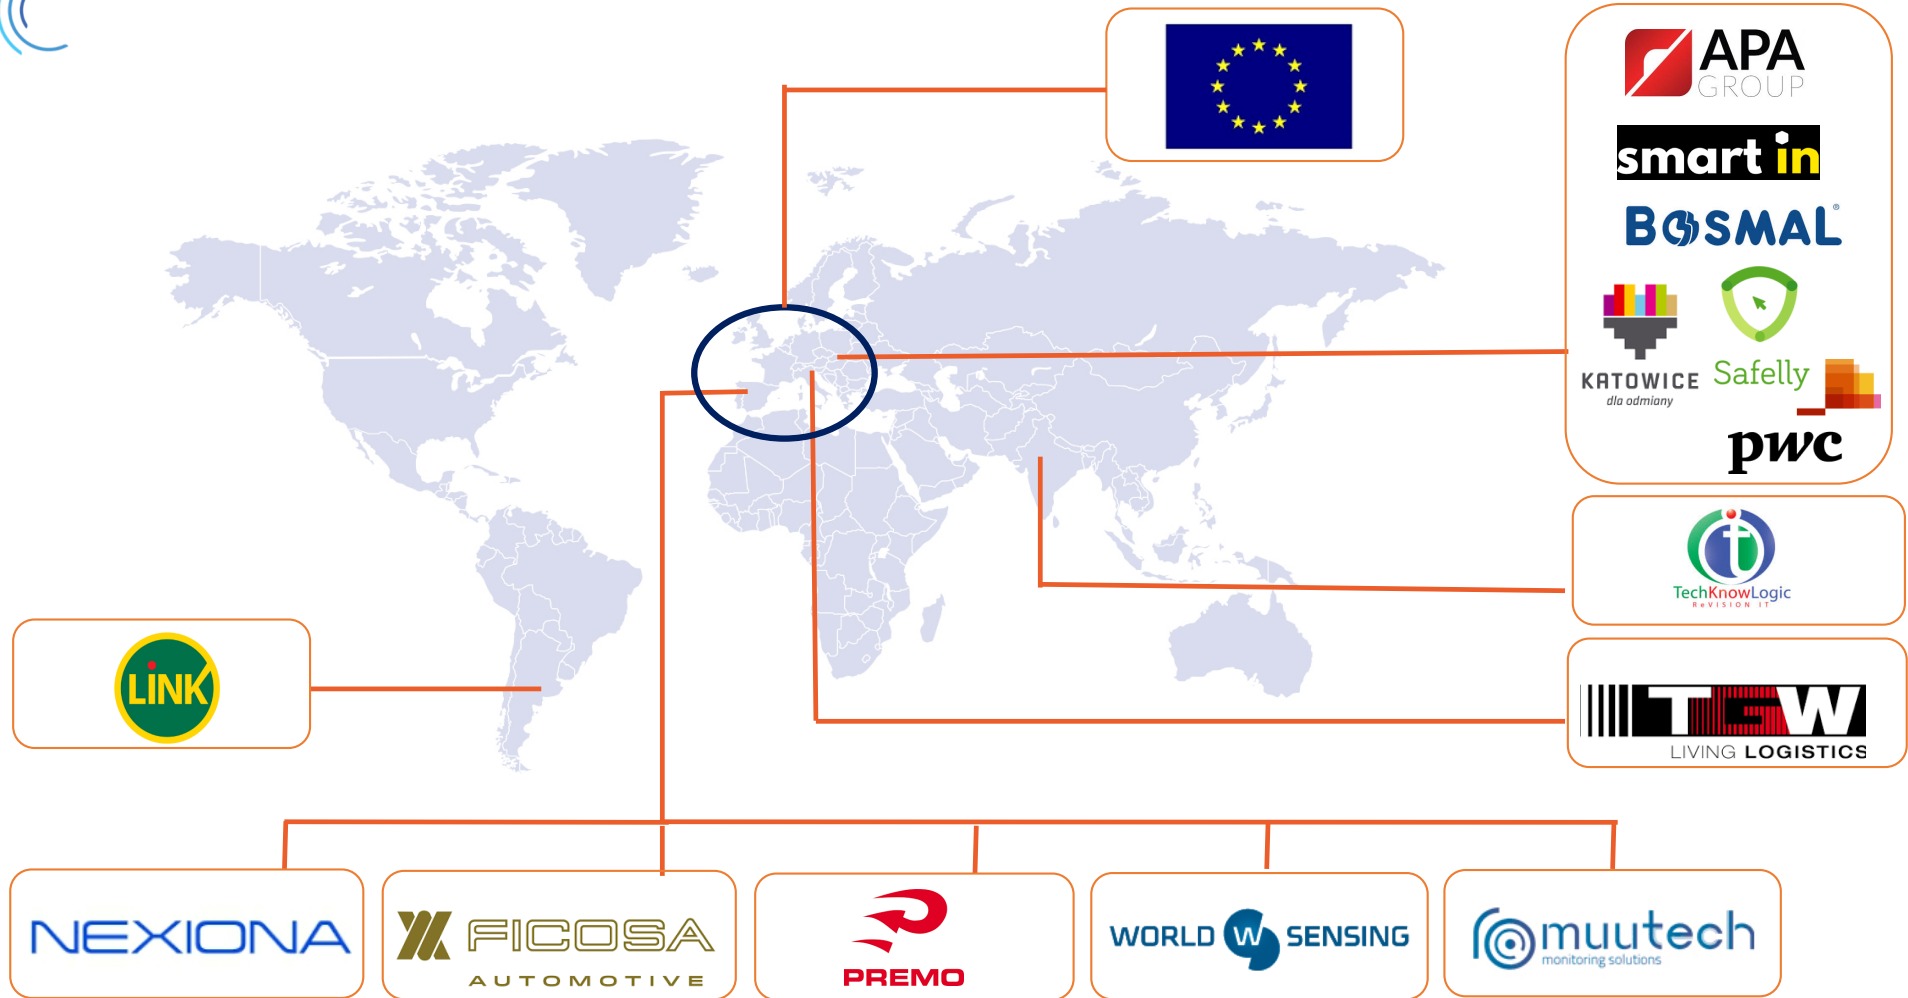 APA
GROUP
smart in
BOSMAL®
KATOWICE
dla odmiany
Safelly
pwc
TechKnowLogic
ReVISION IT
TGW
LIVING LOGISTICS
LINK
NEXIONA
FICOSA
AUTOMOTIVE
PREMO
WORLD W SENSING
muutech
monitoring solutions